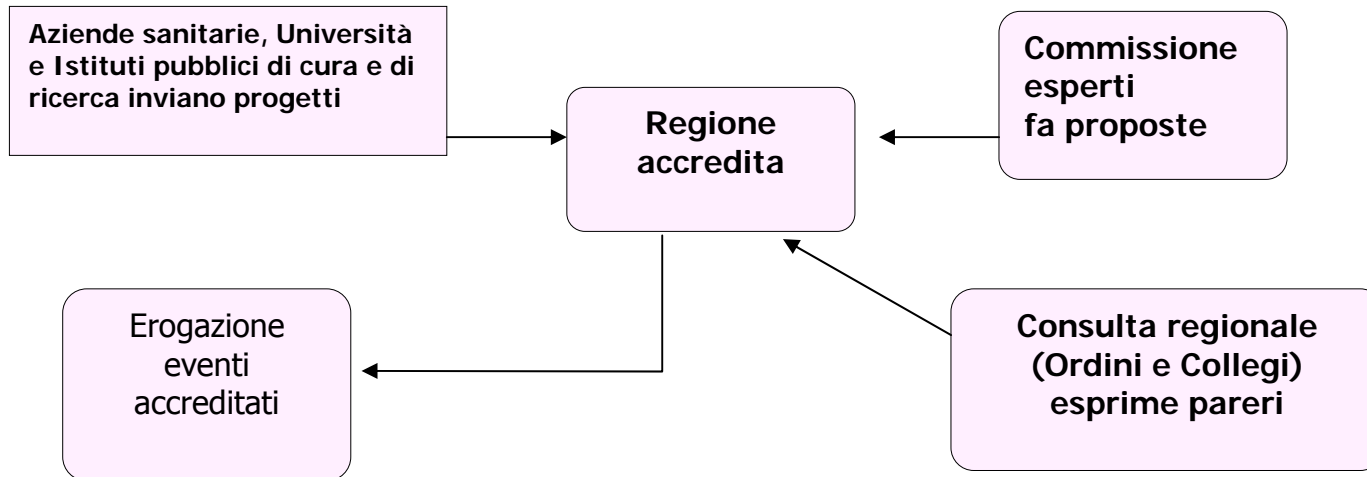 Aziende sanitarie, Università
e Istituti pubblici di cura e di
ricerca inviano progetti
Commissione
esperti
fa proposte
Regione
accredita
Erogazione
eventi
accreditati
Consulta regionale
(Ordini e Collegi)
esprime pareri